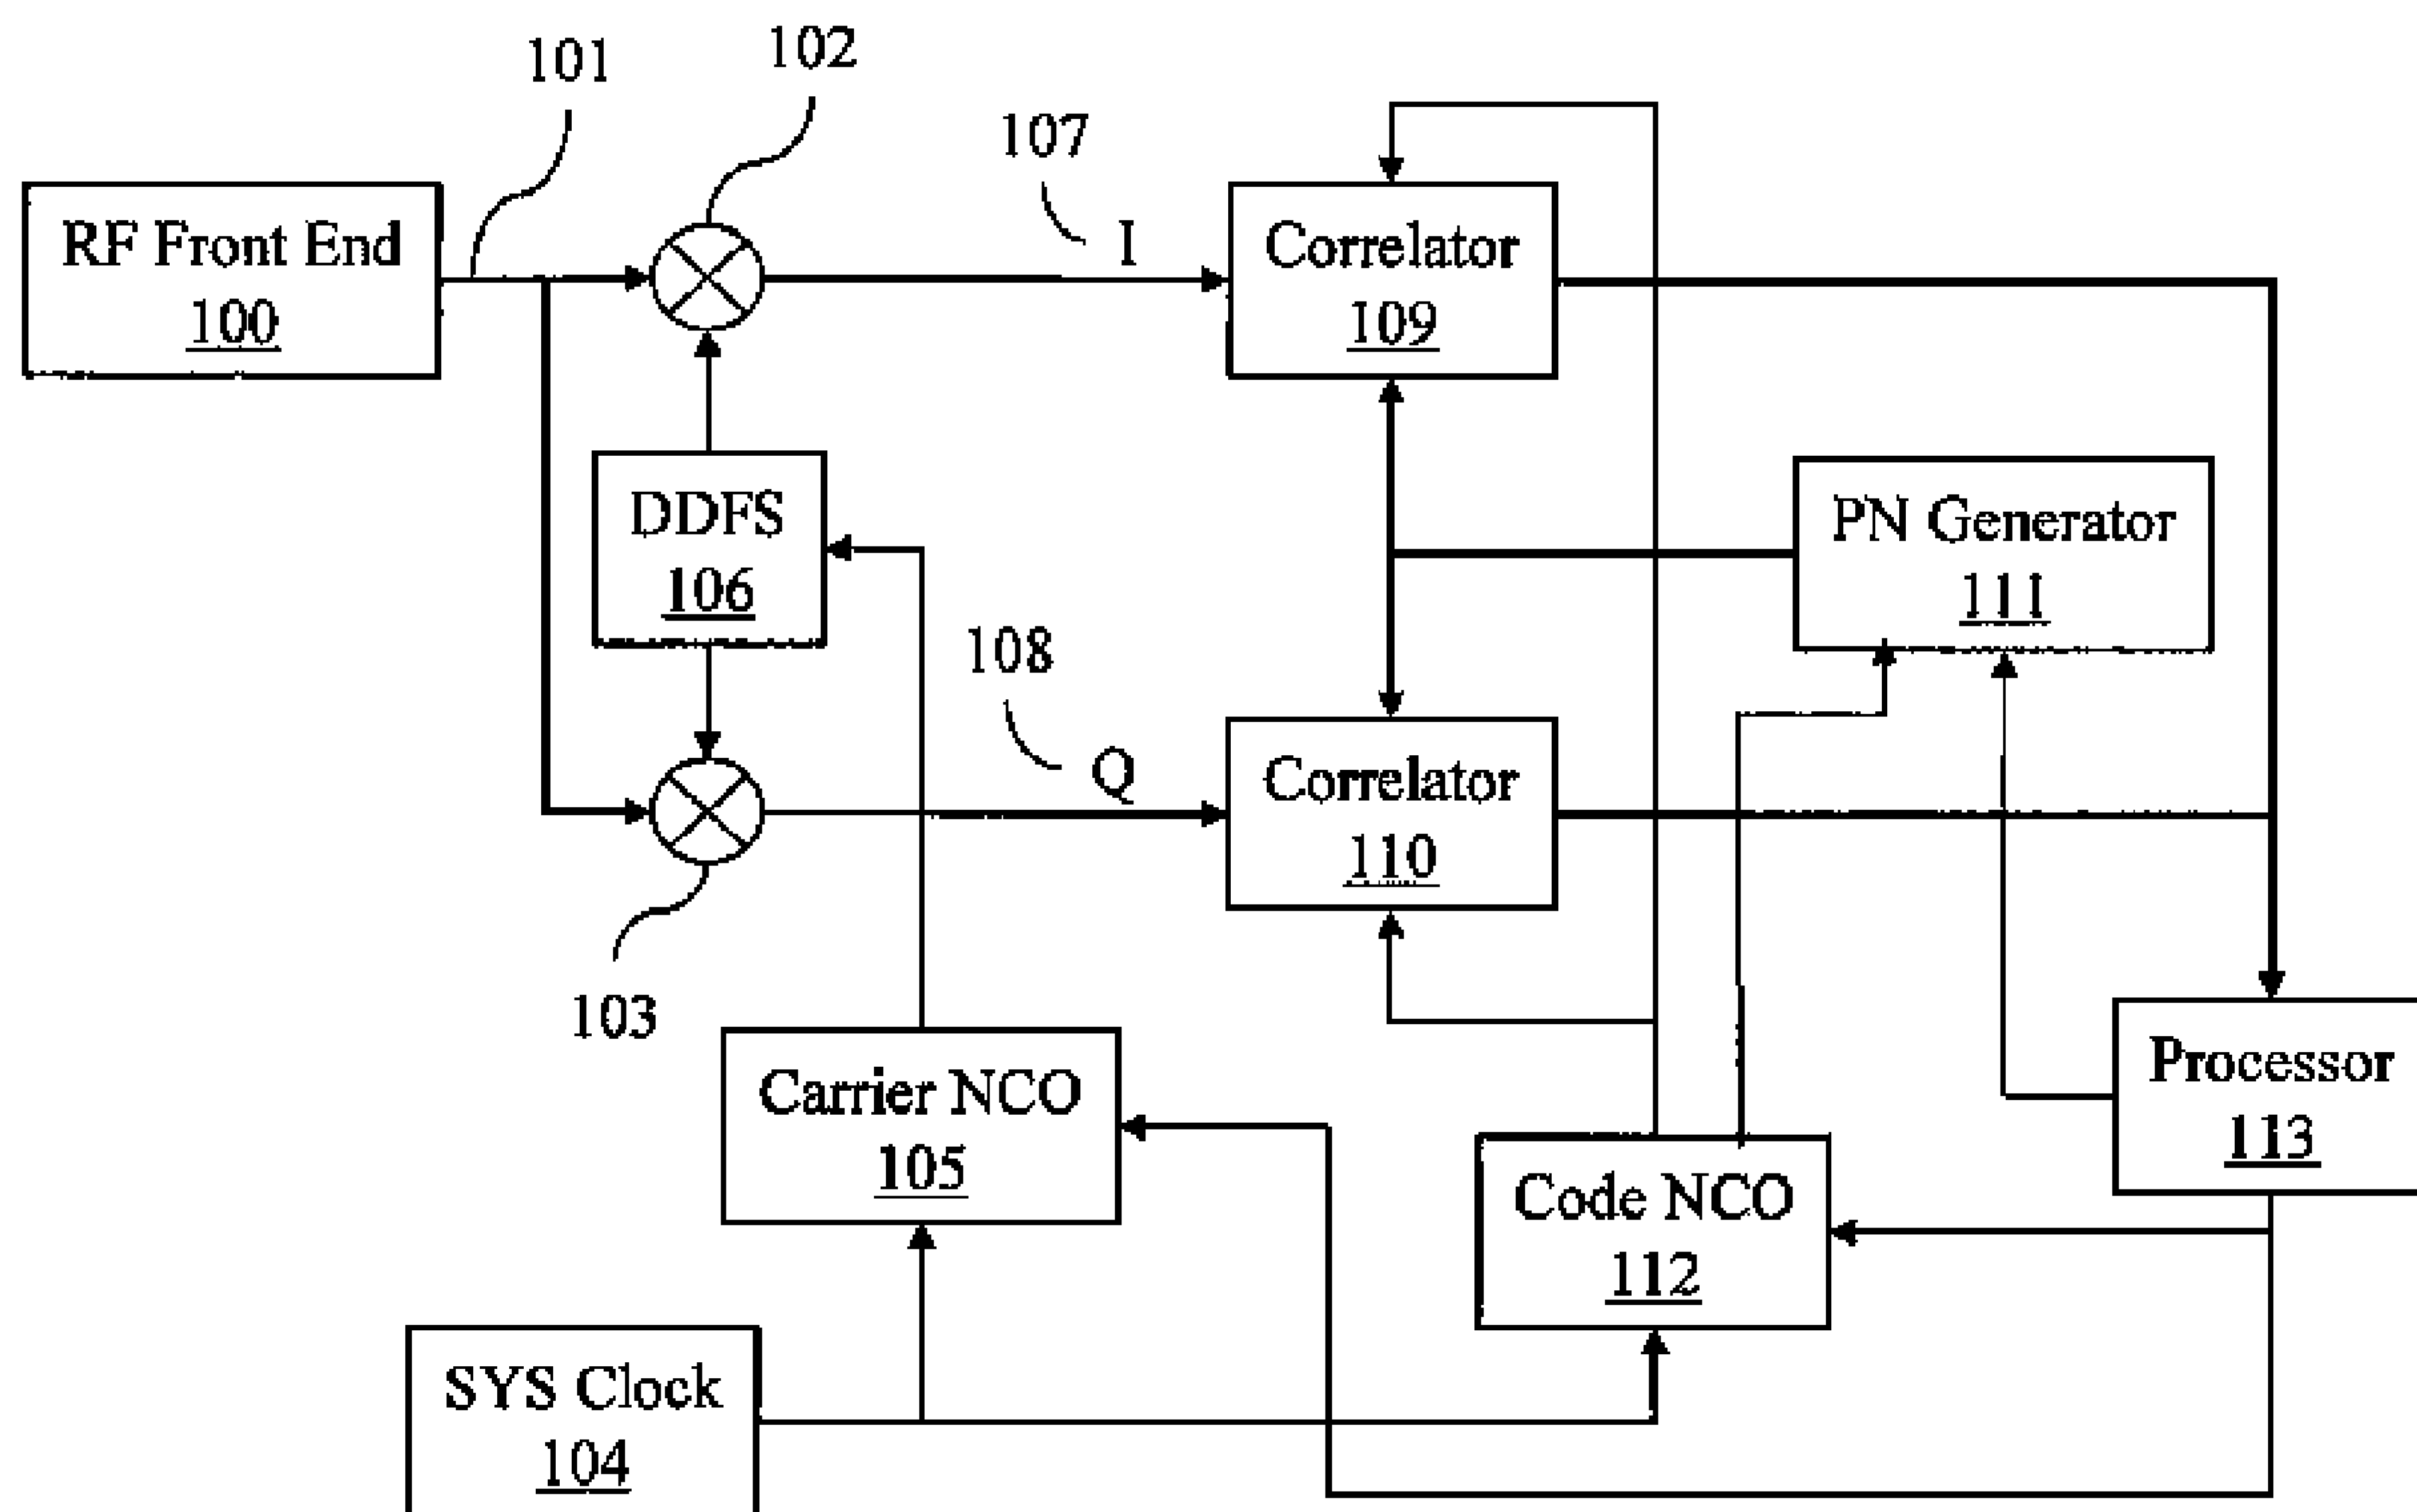 101
102
107
RF Front End
100
I
Correlator
109
DDFS
106
PN Generator
111
108
Q
Correlator
110
103
Carrier NCO
105
Processor
113
Code NCO
112
SYS Clock
104